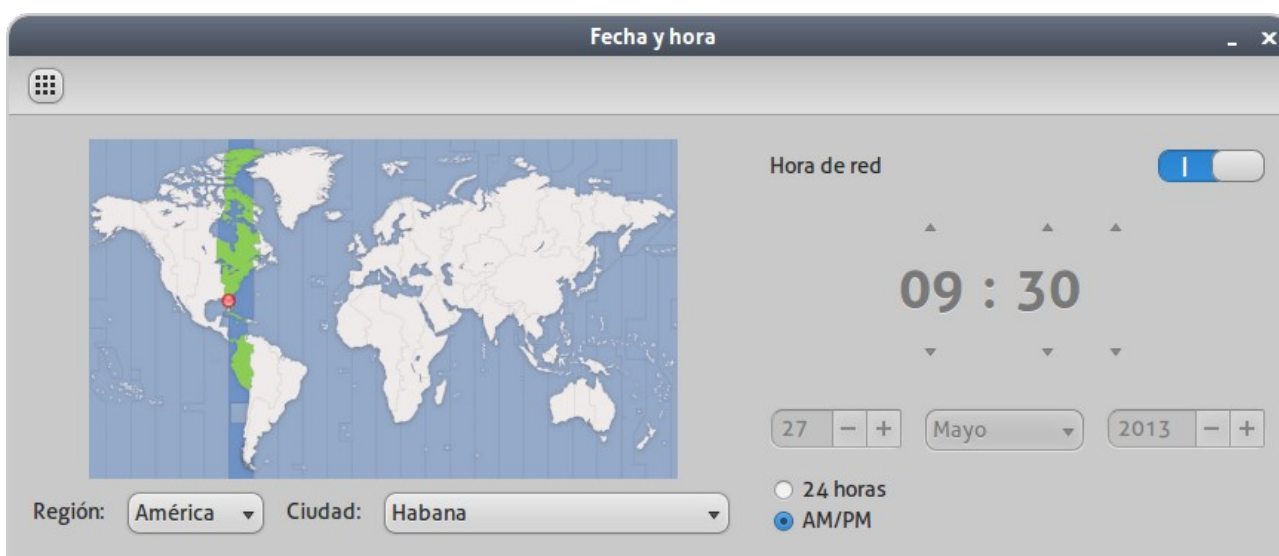 Fecha y hora
Hora de red
09 : 30
27 Mayo 2013
24 horas
AM/PM
Región: América Ciudad: Habana